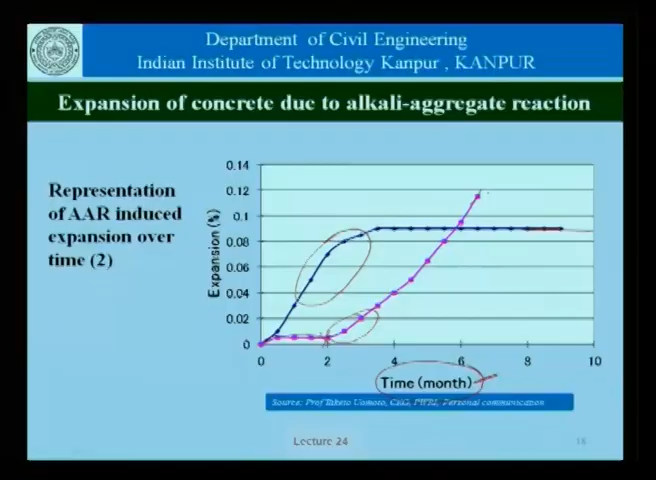 Department of Civil Engineering
Indian Institute of Technology Kanpur , KANPUR
Expansion of concrete due to alkali-aggregate reaction
Representation
of AAR induced
expansion over
time (2)
Expansion (%)
0.14
0.12
0.1
0.08
0.06
0.04
0.02
0
0 2 4 6 8 10
Time (month)
Source: Prof Taketo Uomoto, PWRI, Personal communication
Lecture 24
18